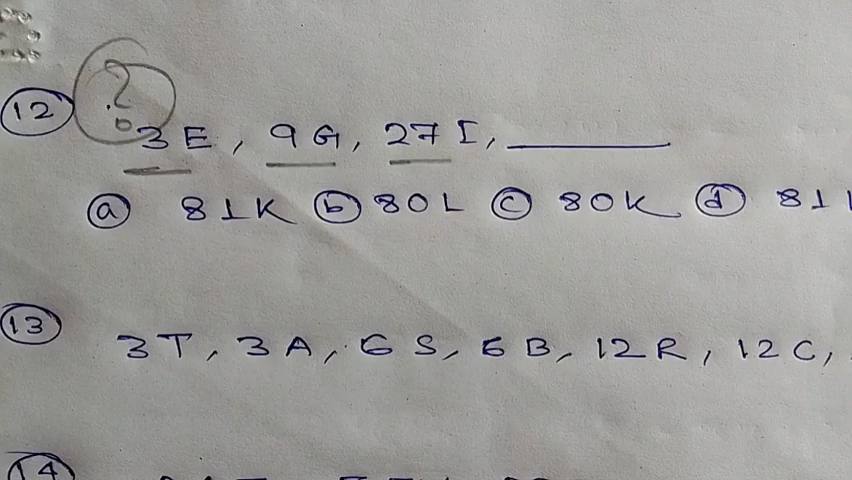 12 ? 3E, 9G, 27I, ______
a 81K b 80L c 80K d 81
13 3T, 3A, 6S, 6B, 12R, 12C,
14